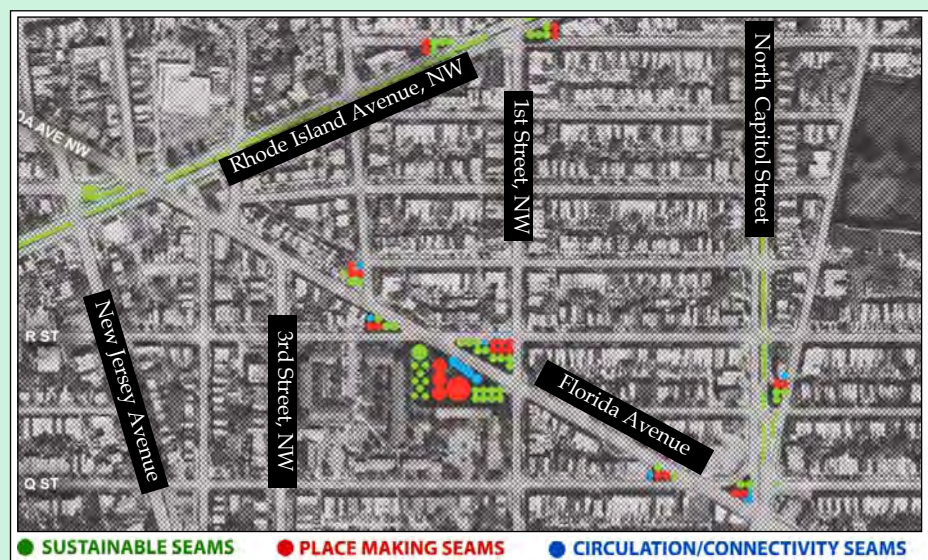 Rhode Island Avenue, NW
1st Street, NW
North Capitol Street
DA AVE NW
New Jersey Avenue
R ST
3rd Street, NW
Florida Avenue
Q ST
SUSTAINABLE SEAMS
PLACE MAKING SEAMS
CIRCULATION/CONNECTIVITY SEAMS